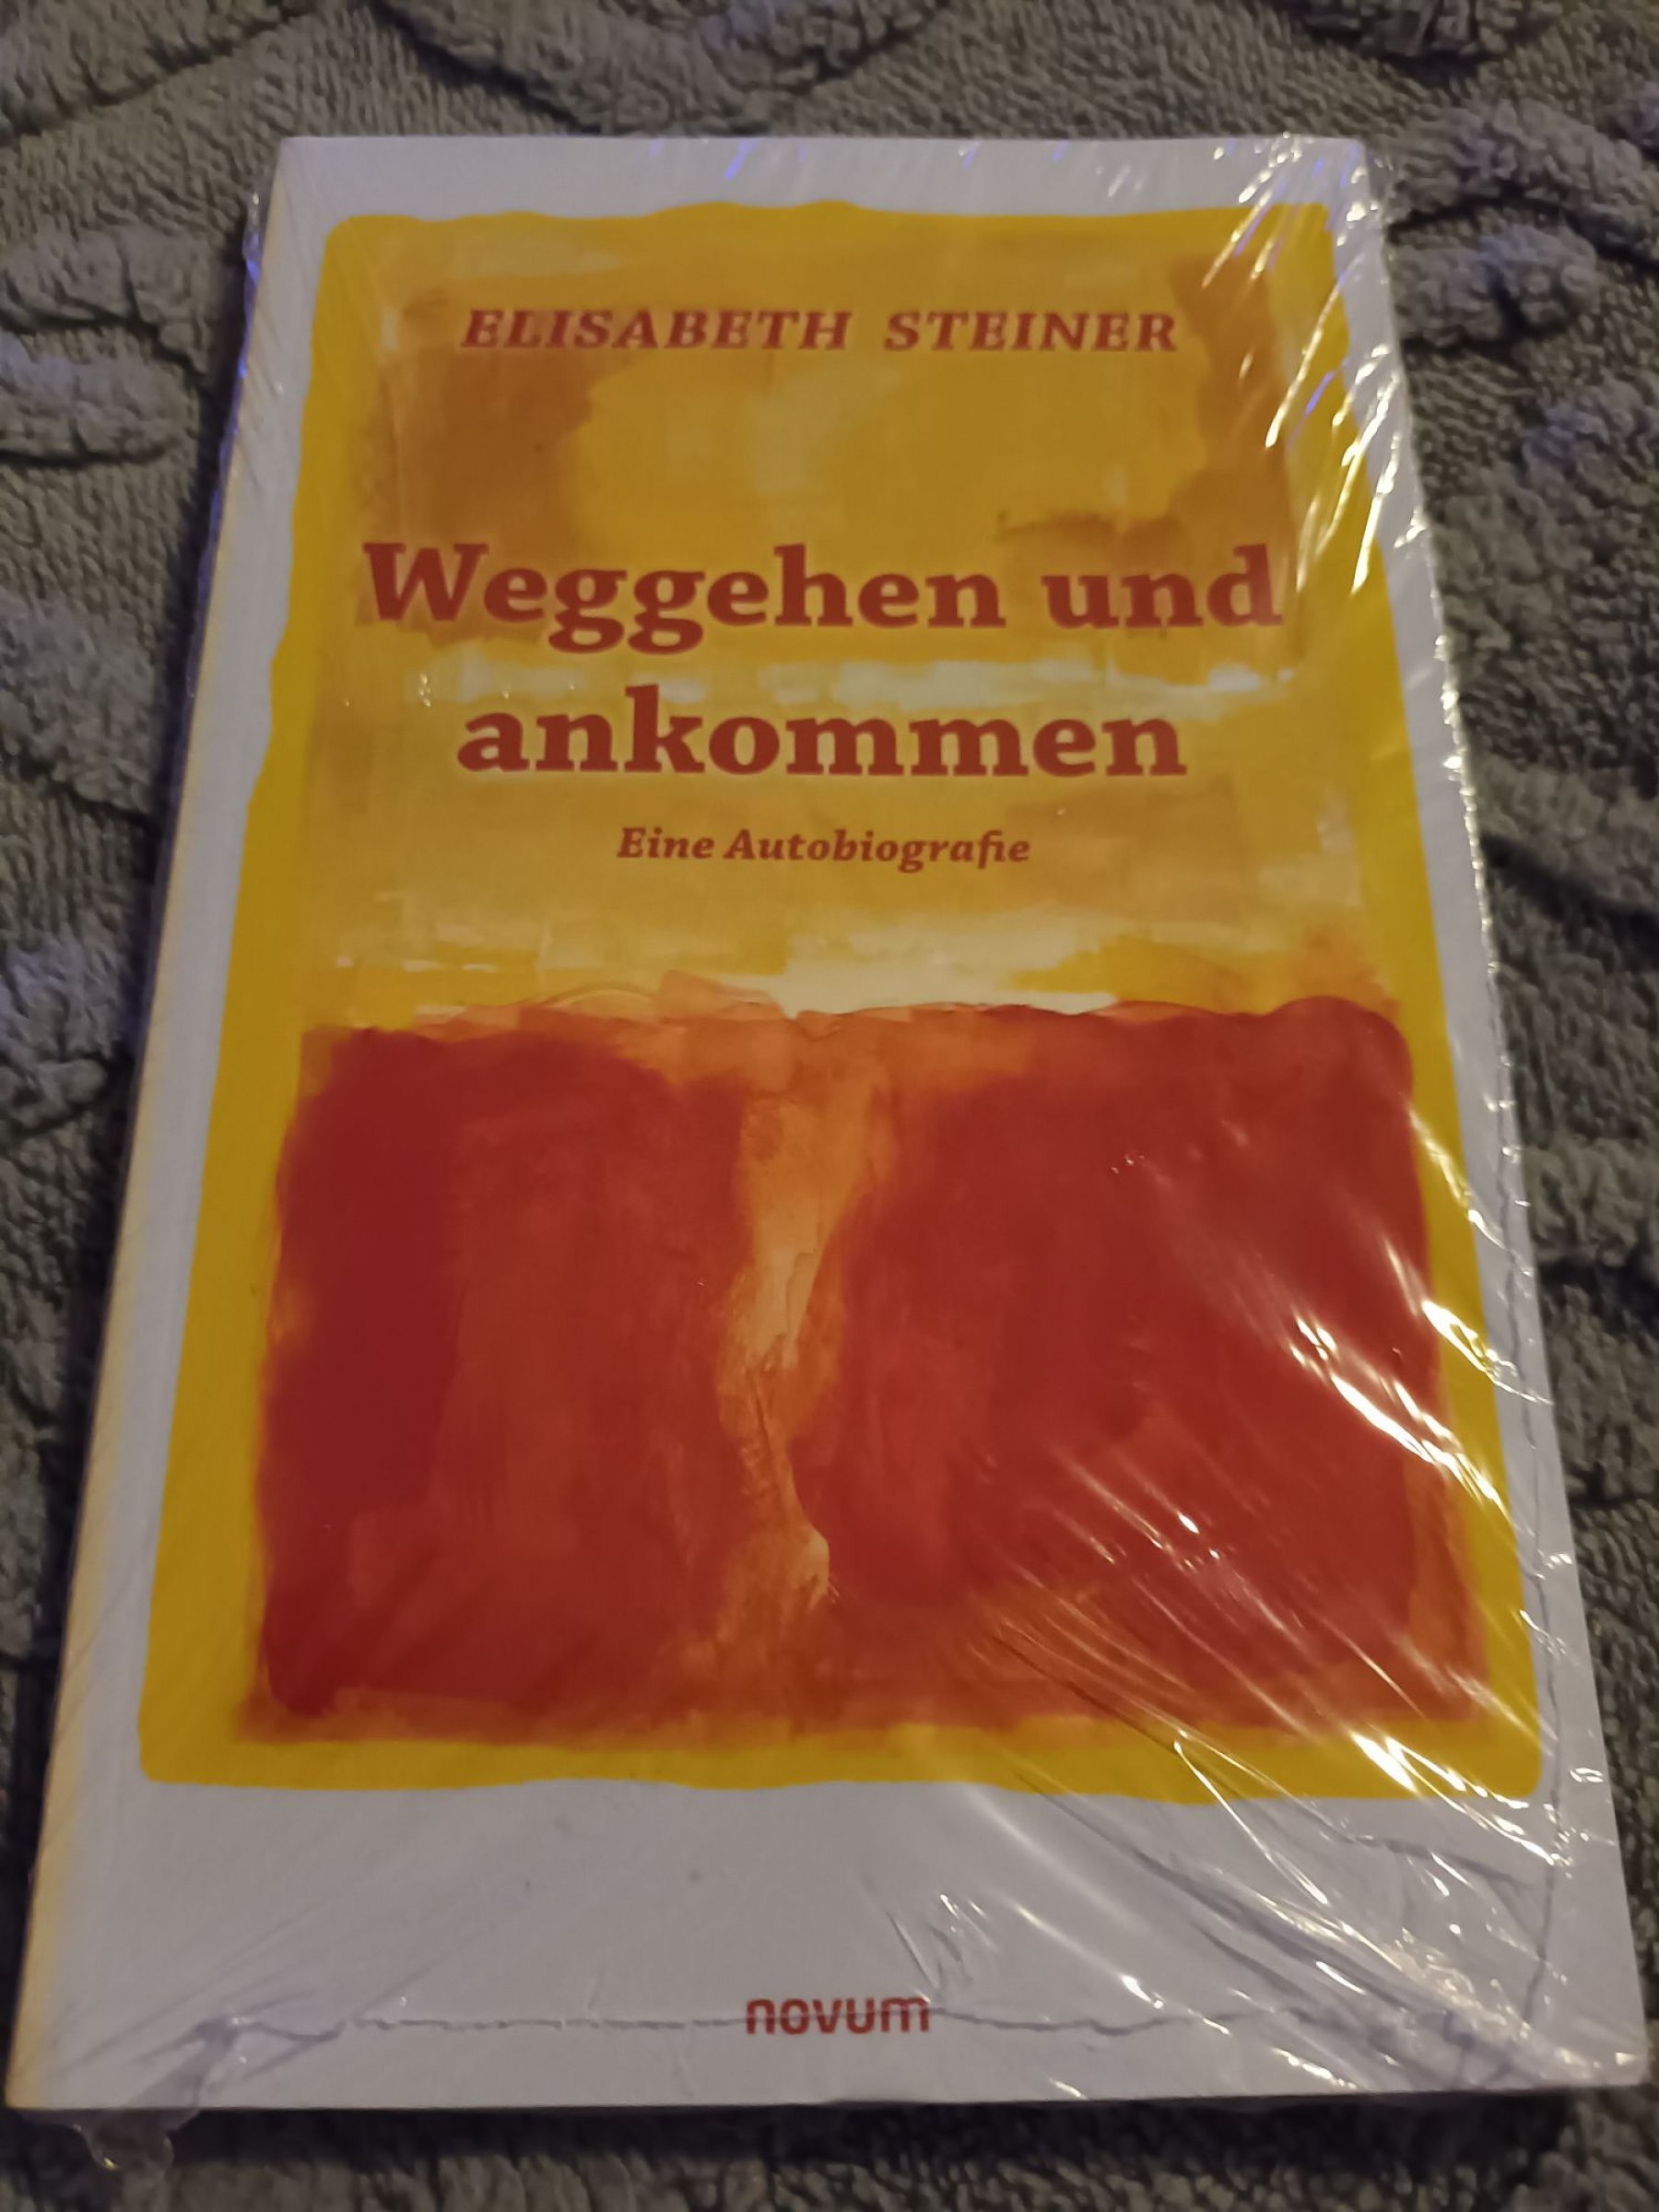 ELISABETH STEINER
Weggehen und
ankommen
Eine Autobiografie
novum